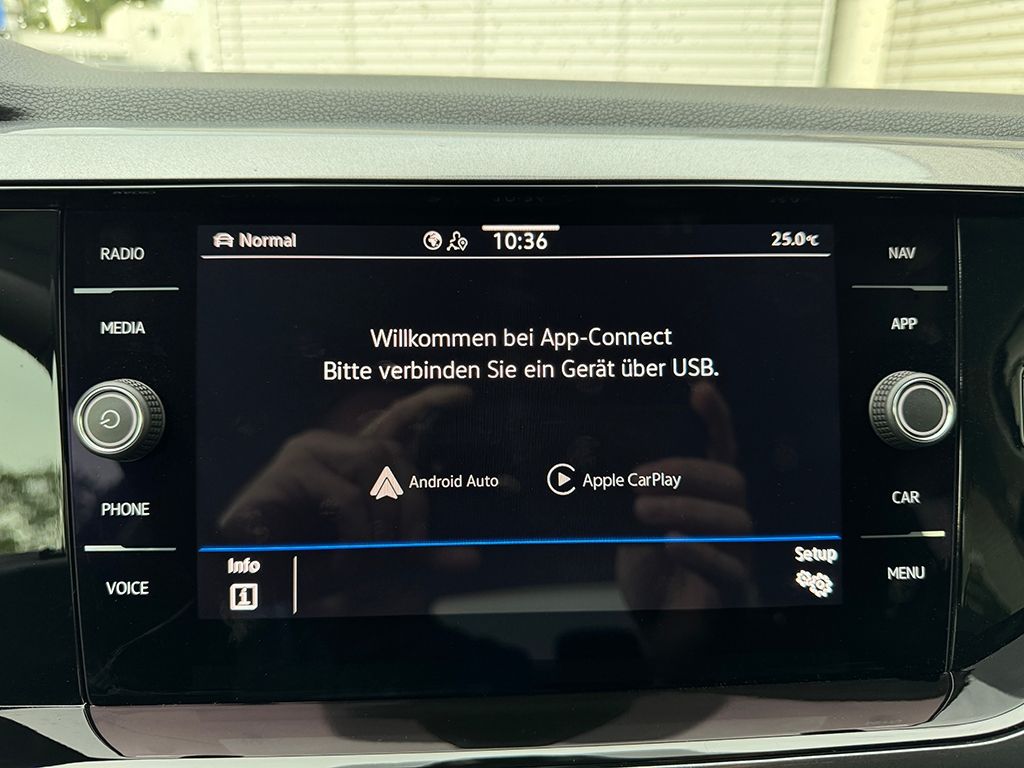 RADIO
MEDIA
PHONE
VOICE
Normal
10:36
25.0°C
Willkommen bei App-Connect
Bitte verbinden Sie ein Gerät über USB.
Android Auto
Apple CarPlay
Info
Setup
NAV
APP
CAR
MENU